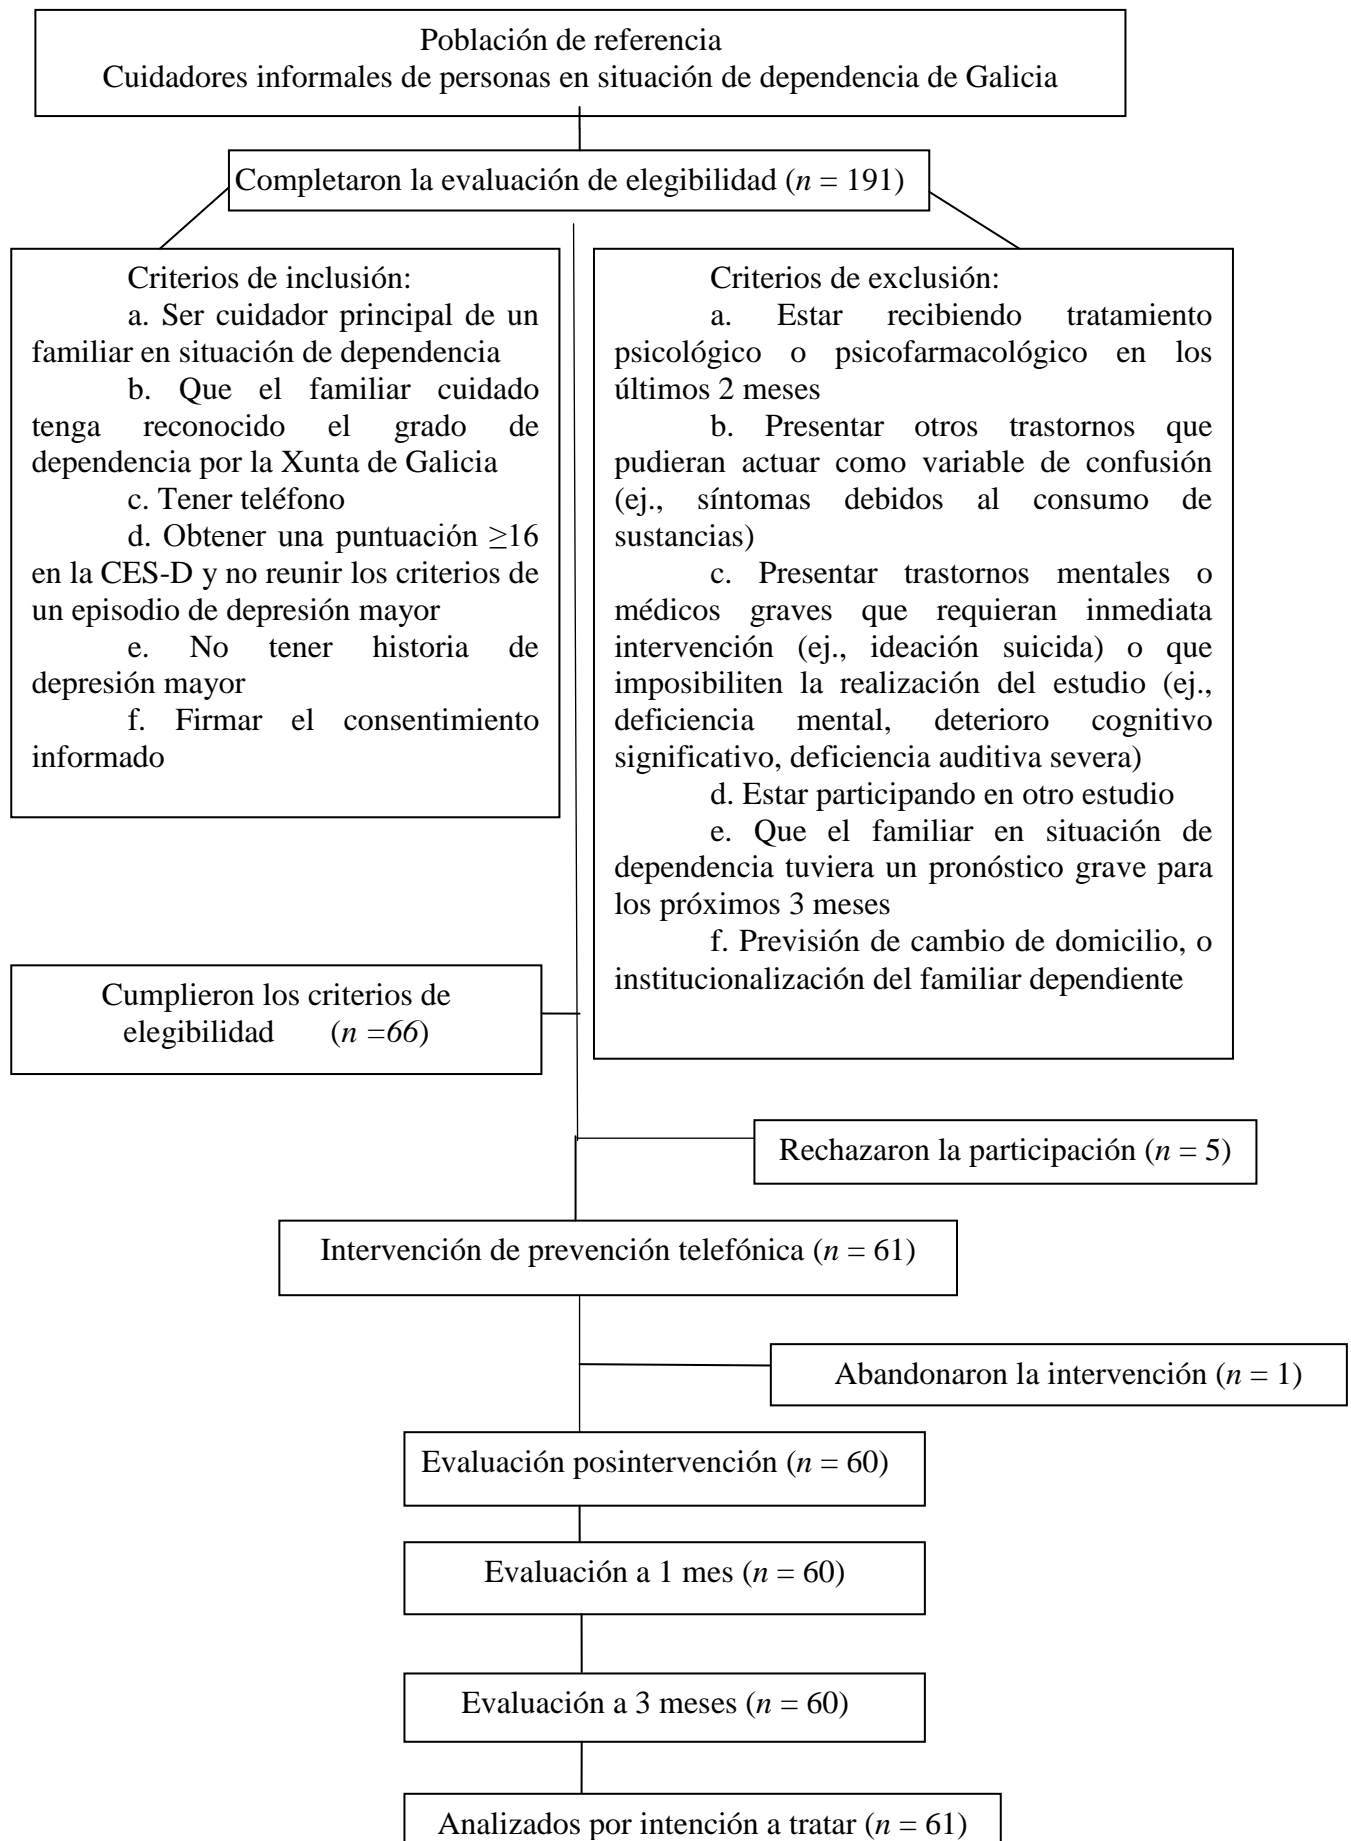 Población de referencia
Cuidadores informales de personas en situación de dependencia de Galicia
Completaron la evaluación de elegibilidad (n = 191)
Criterios de inclusión:
a. Ser cuidador principal de un
familiar en situación de dependencia
b. Que el familiar cuidado
tenga reconocido el grado de
dependencia por la Xunta de Galicia
c. Tener teléfono
d. Obtener una puntuación ≥16
en la CES-D y no reunir los criterios de
un episodio de depresión mayor
e. No tener historia de
depresión mayor
f. Firmar el consentimiento
informado
Criterios de exclusión:
a. Estar recibiendo tratamiento
psicológico o psicofarmacológico en los
últimos 2 meses
b. Presentar otros trastornos que
pudieran actuar como variable de confusión
(ej., síntomas debidos al consumo de
sustancias)
c. Presentar trastornos mentales o
médicos graves que requieran inmediata
intervención (ej., ideación suicida) o que
imposibiliten la realización del estudio (ej.,
deficiencia mental, deterioro cognitivo
significativo, deficiencia auditiva severa)
d. Estar participando en otro estudio
e. Que el familiar en situación de
dependencia tuviera un pronóstico grave para
los próximos 3 meses
f. Previsión de cambio de domicilio, o
institucionalización del familiar dependiente
Cumplieron los criterios de
elegibilidad (n =66)
Rechazaron la participación (n = 5)
Intervención de prevención telefónica (n = 61)
Abandonaron la intervención (n = 1)
Evaluación posintervención (n = 60)
Evaluación a 1 mes (n = 60)
Evaluación a 3 meses (n = 60)
Analizados por intención a tratar (n = 61)